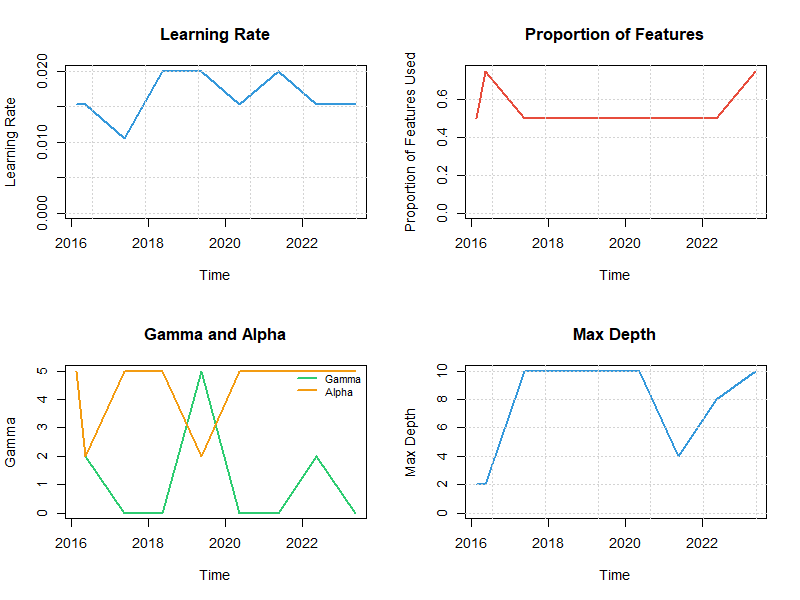 Learning Rate
Learning Rate
0.000
0.010
0.020
2016 2018 2020 2022
Time
Proportion of Features
Proportion of Features Used
0.0
0.2
0.4
0.6
2016 2018 2020 2022
Time
Gamma and Alpha
Gamma
5
4
3
2
1
0
Gamma
Alpha
2016 2018 2020 2022
Time
Max Depth
Max Depth
10
8
6
4
2
0
2016 2018 2020 2022
Time